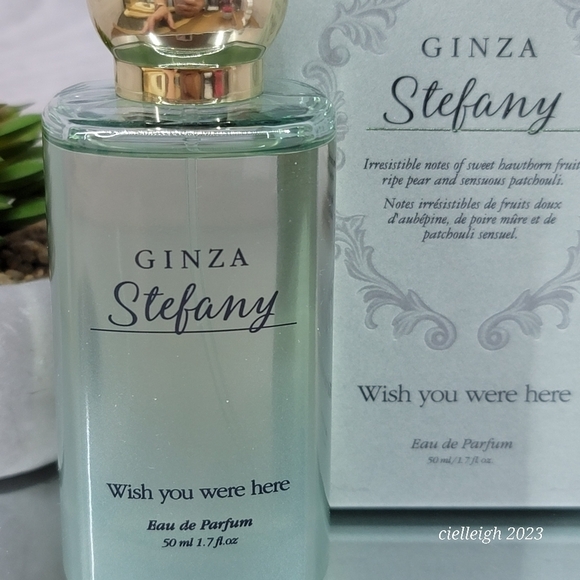 GINZA
Stefany
Wish you were here
Eau de Parfum
50 ml 1.7 fl.oz
GINZA
Stefany
Irresistible notes of sweet hawthorn fruit
ripe pear and sensuous patchouli.
Notes irrésistibles de fruits doux
d'aubépine, de poire mûre et de
patchouli sensuel.
Wish you were here
Eau de Parfum
50 ml/1.7 fl.oz.
cielleigh 2023